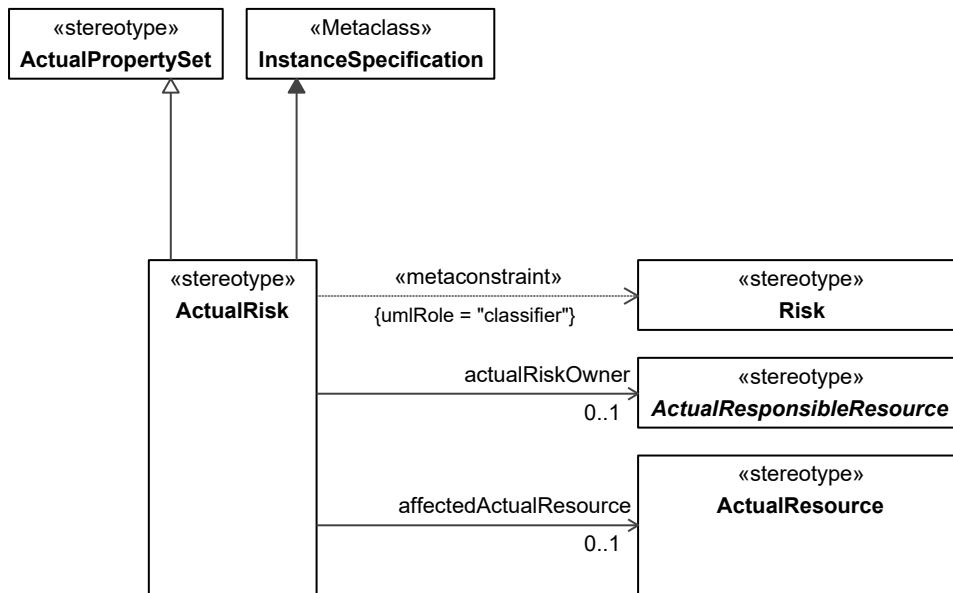 «stereotype»
ActualPropertySet
«Metaclass»
InstanceSpecification
«stereotype»
ActualRisk
«metaconstraint»
{umlRole = "classifier"}
«stereotype»
Risk
actualRiskOwner
0..1
«stereotype»
ActualResponsibleResource
affectedActualResource
0..1
«stereotype»
ActualResource